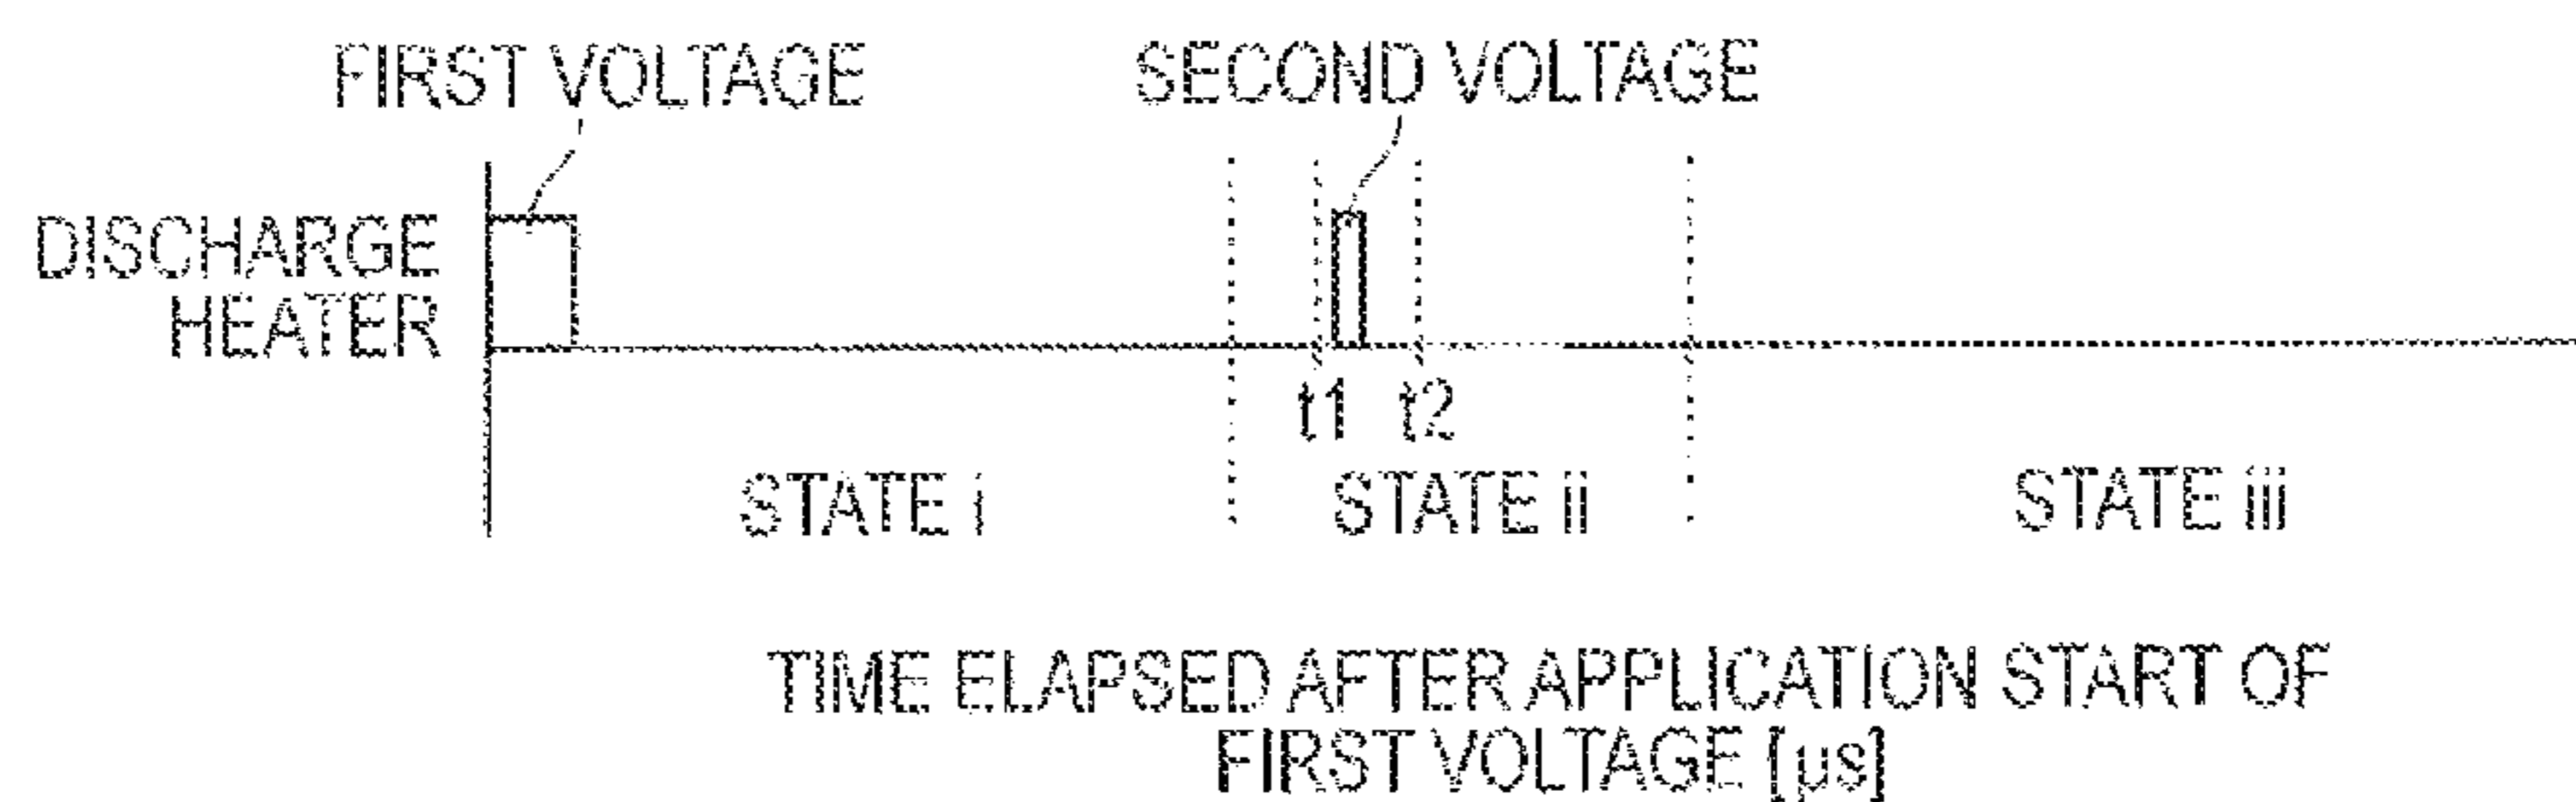 FIRST VOLTAGE
SECOND VOLTAGE
DISCHARGE
HEATER
t1
t2
STATE i
STATE ii
STATE iii
TIME ELAPSED AFTER APPLICATION START OF
FIRST VOLTAGE [µs]